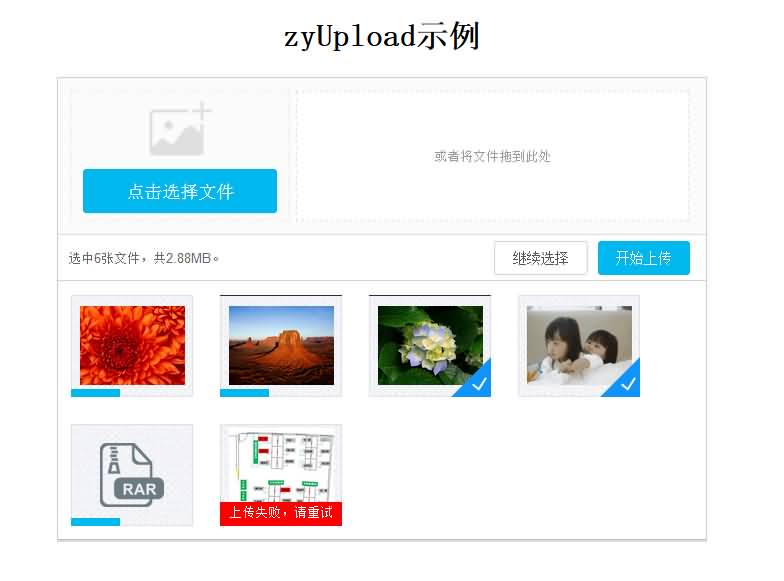 zyUpload示例
或者将文件拖到此处
点击选择文件
选中6张文件，共2.88MB。
继续选择
开始上传
RAR
上传失败，请重试